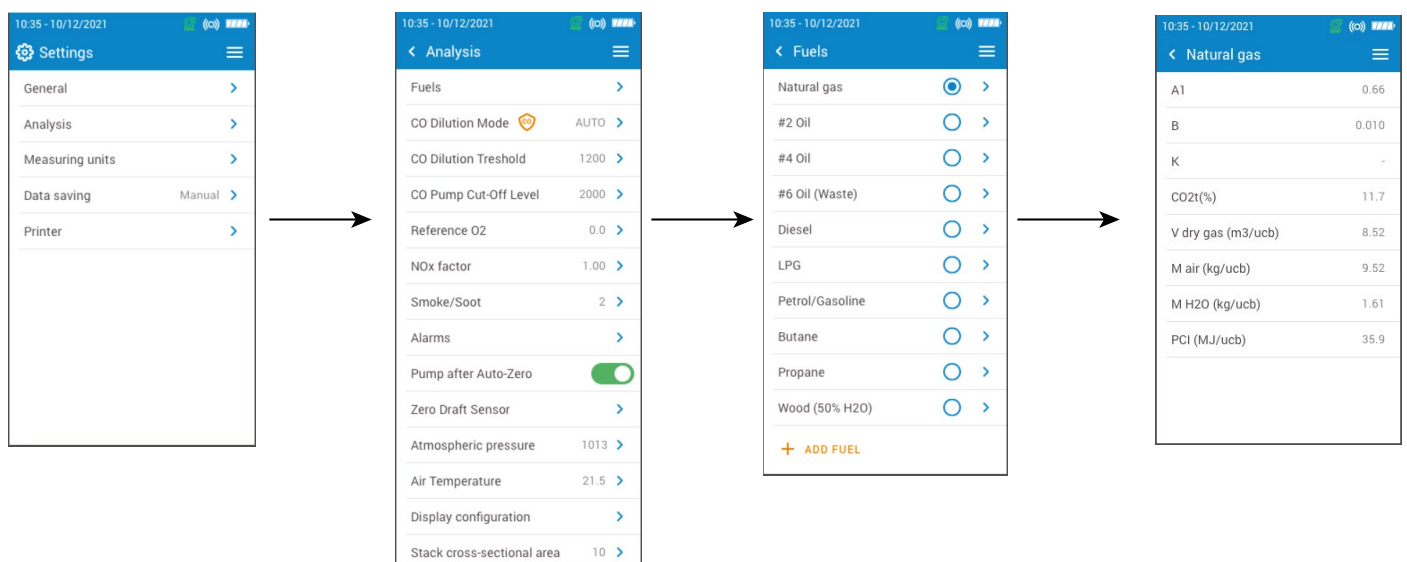 10:35 - 10/12/2021
Settings
General
Analysis
Measuring units
Data saving Manual
Printer
10:35 - 10/12/2021
Analysis
Fuels
CO Dilution Mode CO AUTO
CO Dilution Treshold 1200
CO Pump Cut-Off Level 2000
Reference O2 0.0
NOx factor 1.00
Smoke/Soot 2
Alarms
Pump after Auto-Zero
Zero Draft Sensor
Atmospheric pressure 1013
Air Temperature 21.5
Display configuration
Stack cross-sectional area 10
10:35 - 10/12/2021
Fuels
Natural gas
#2 Oil
#4 Oil
#6 Oil (Waste)
Diesel
LPG
Petrol/Gasoline
Butane
Propane
Wood (50% H2O)
+ ADD FUEL
10:35 - 10/12/2021
Natural gas
A1 0.66
B 0.010
K -
CO2t(%) 11.7
V dry gas (m3/ucb) 8.52
M air (kg/ucb) 9.52
M H2O (kg/ucb) 1.61
PCI (MJ/ucb) 35.9